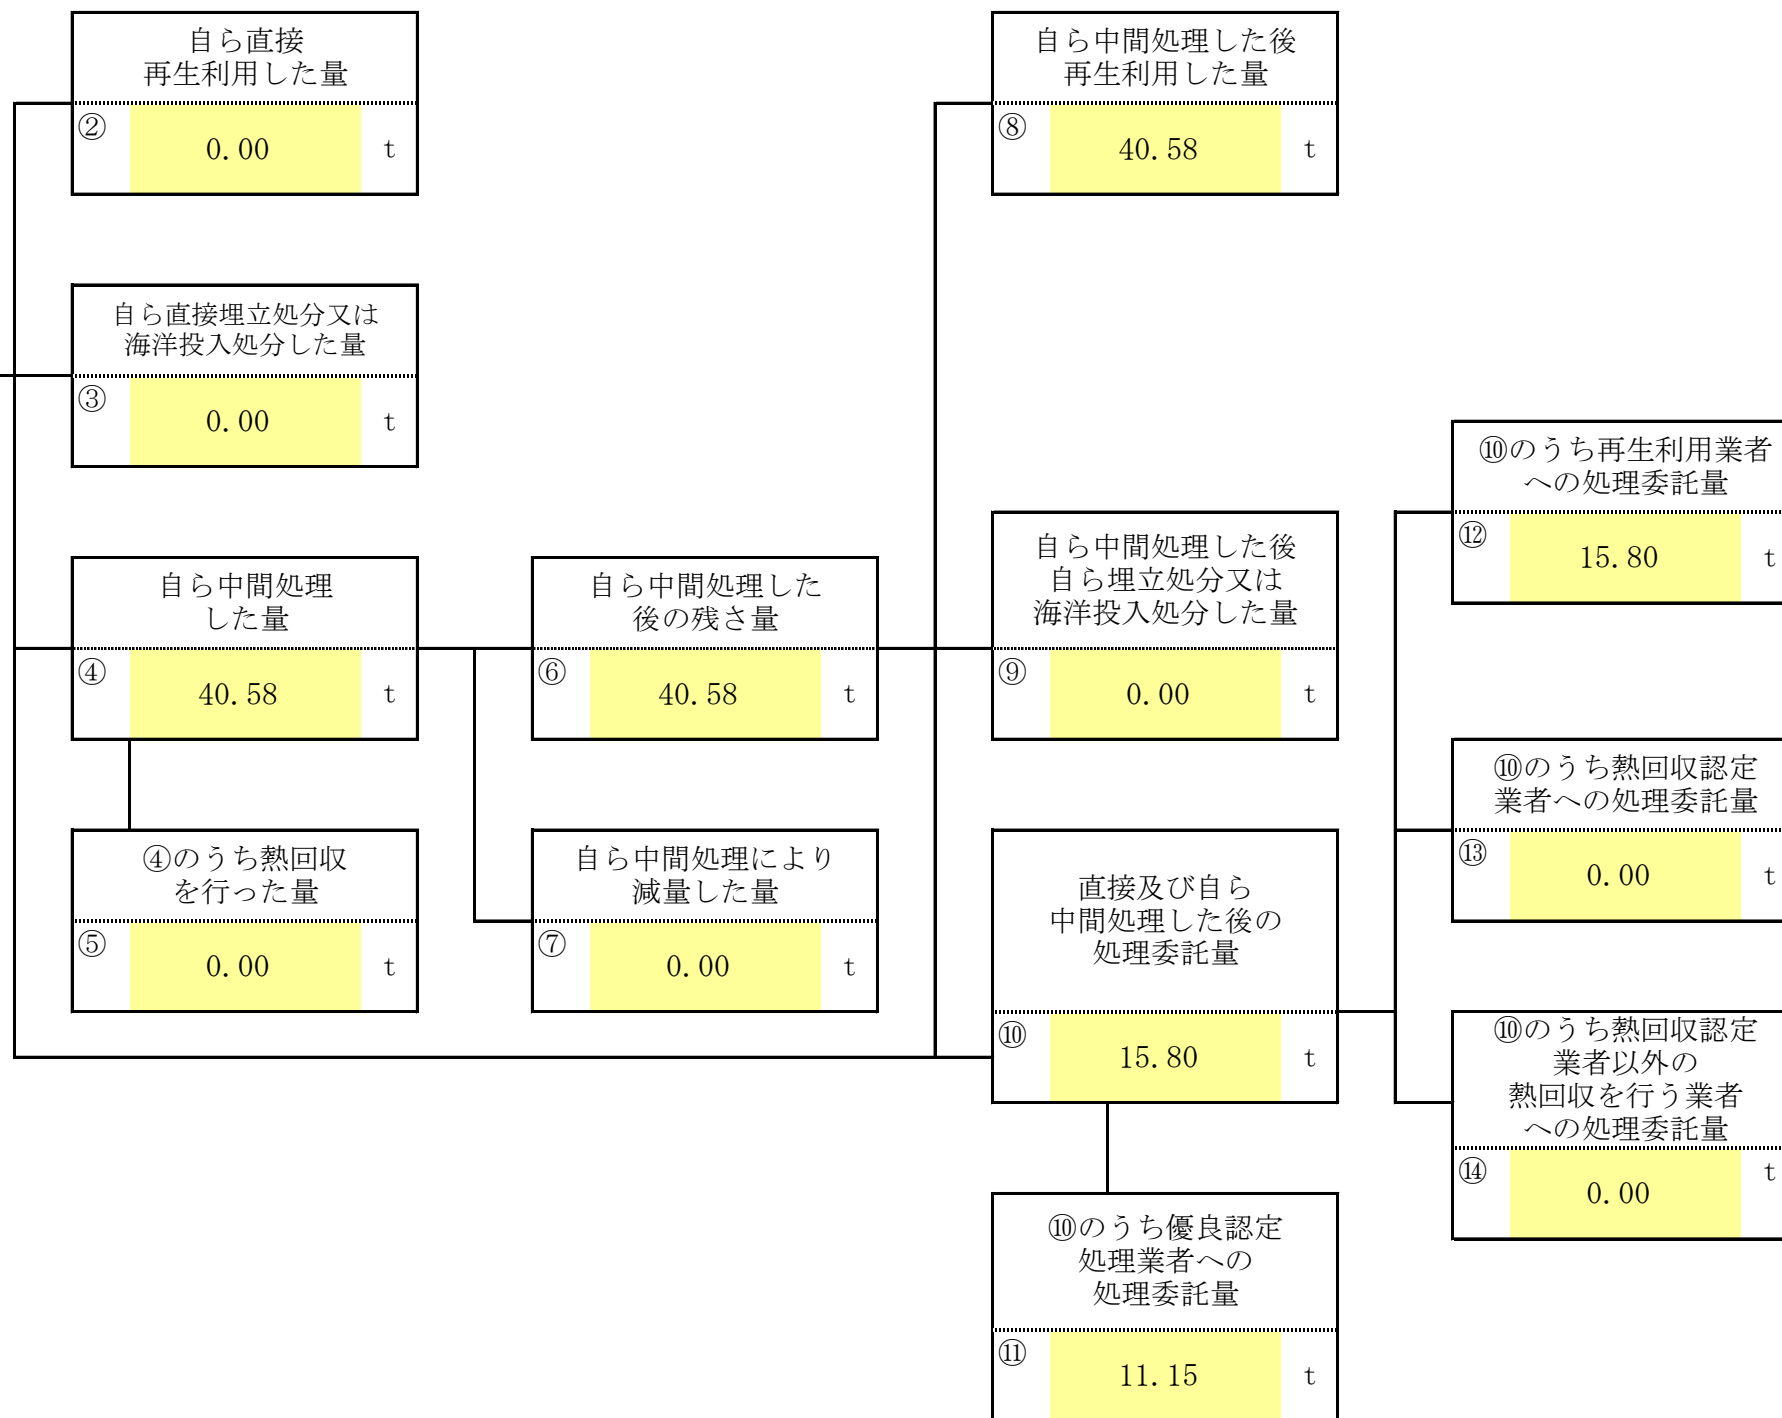 自ら直接
再生利用した量
② 0.00 t
自ら中間処理した後
再生利用した量
⑧ 40.58 t
自ら直接埋立処分又は
海洋投入処分した量
③ 0.00 t
⑩のうち再生利用業者
への処理委託量
⑫ 15.80 t
自ら中間処理
した量
④ 40.58 t
自ら中間処理した
後の残さ量
⑥ 40.58 t
自ら中間処理した後
自ら埋立処分又は
海洋投入処分した量
⑨ 0.00 t
⑩のうち熱回収認定
業者への処理委託量
⑬ 0.00 t
④のうち熱回収
を行った量
⑤ 0.00 t
自ら中間処理により
減量した量
⑦ 0.00 t
直接及び自ら
中間処理した後の
処理委託量
⑩ 15.80 t
⑩のうち熱回収認定
業者以外の
熱回収を行う業者
への処理委託量
⑭ 0.00 t
⑩のうち優良認定
処理業者への
処理委託量
⑪ 11.15 t